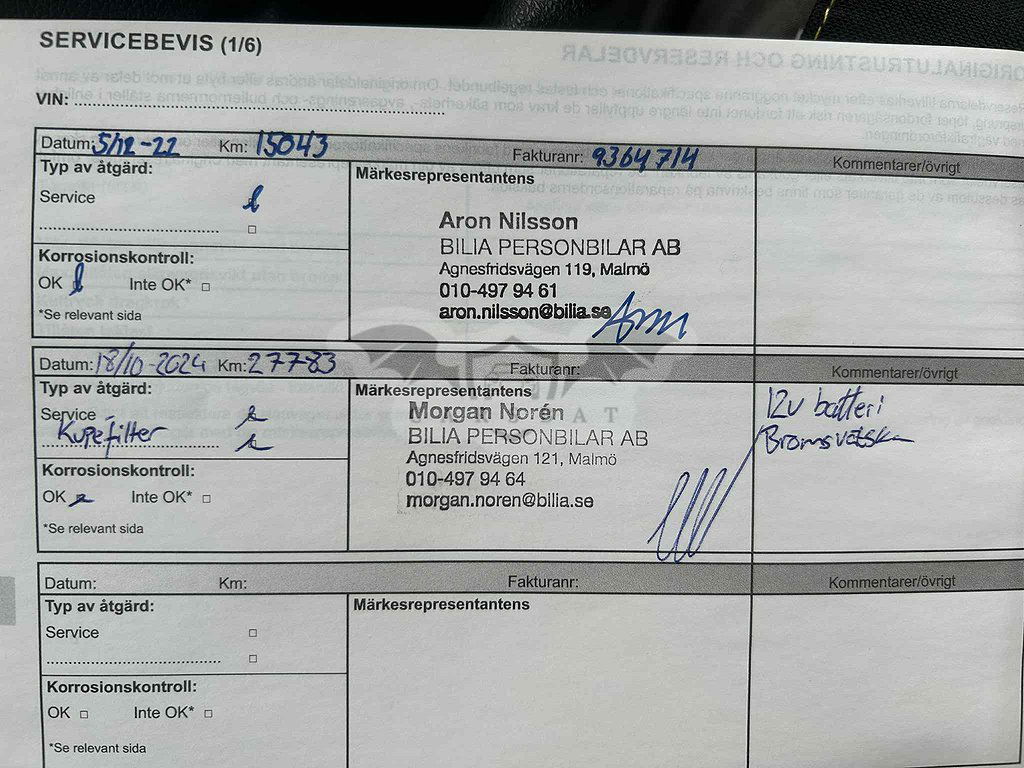 SERVICEBEVIS (1/6)
VIN:
Datum: 5/12-22 Km: 15043 Fakturanr: 9364714 Kommentarer/övrigt
Typ av åtgärd: Märkesrepresentantens
Service
Aron Nilsson
BILIA PERSONBILAR AB
Korrosionskontroll: Agnesfridsvägen 119, Malmö
OK Inte OK* 010-497 94 61
*Se relevant sida aron.nilsson@bilia.se
Datum: 18/10-2024 Km: 27783 Fakturanr: Kommentarer/övrigt
Typ av åtgärd: Märkesrepresentantens
Service Morgan Norén 12v batteri
Kupefilter BILIA PERSONBILAR AB Bromsvätska
CARSBAT
Korrosionskontroll: Agnesfridsvägen 121, Malmö
OK Inte OK* 010-497 94 64
*Se relevant sida morgan.noren@bilia.se
Datum: Km: Fakturanr: Kommentarer/övrigt
Typ av åtgärd: Märkesrepresentantens
Service
Korrosionskontroll:
OK Inte OK*
*Se relevant sida